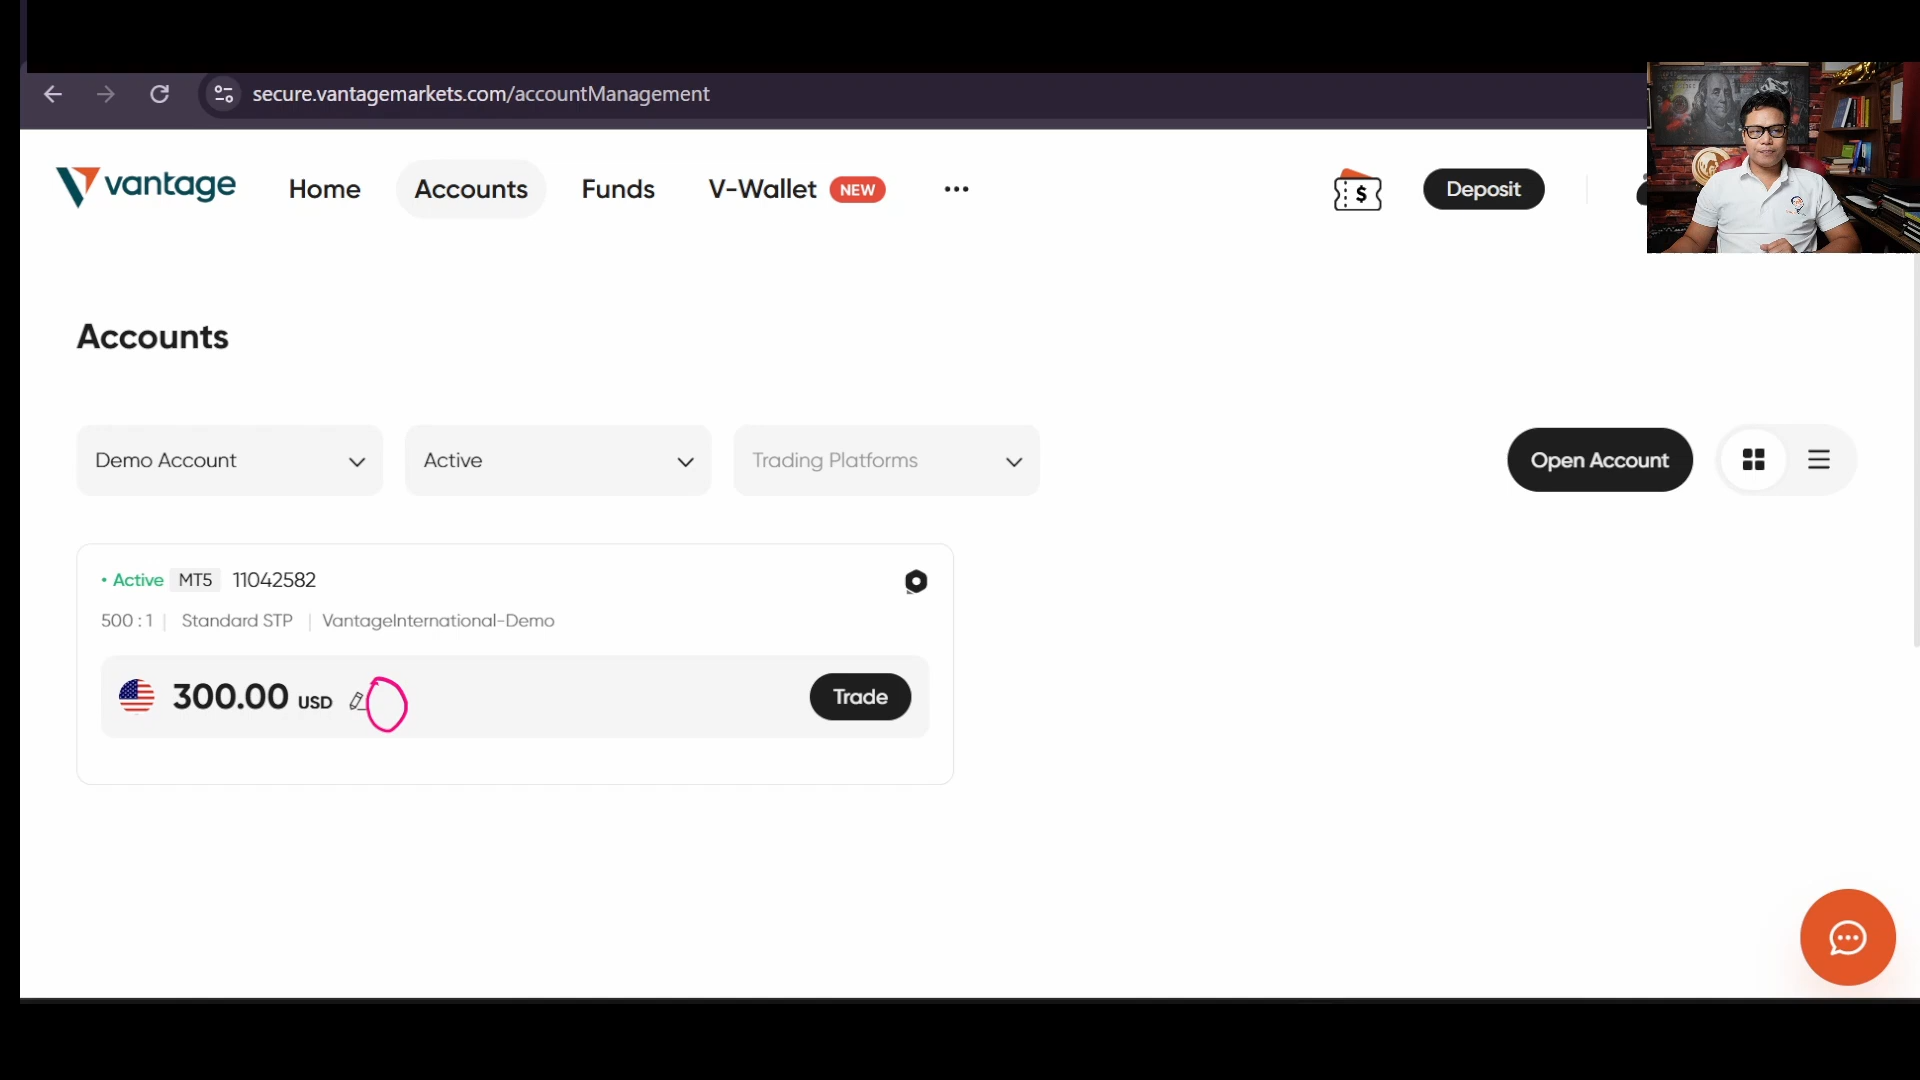 secure.vantagemarkets.com/accountManagement
vantage
Home
Accounts
Funds
V-Wallet NEW
$
Deposit
Accounts
Demo Account
Active
Trading Platforms
Open Account
• Active MT5 11042582
500 : 1 | Standard STP | VantageInternational-Demo
300.00 USD
Trade